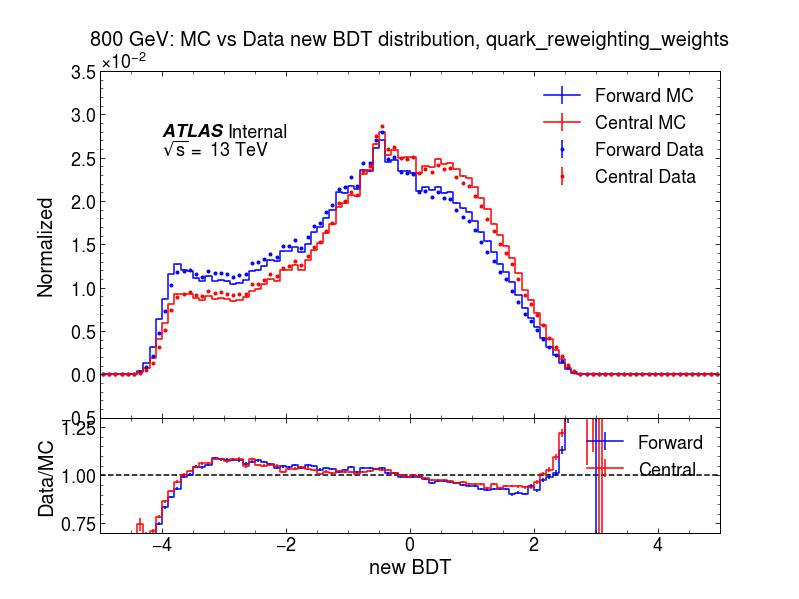 800 GeV: MC vs Data new BDT distribution, quark_reweighting_weights
×10⁻²
3.5
3.0
2.5
2.0
1.5
1.0
0.5
0.0
−0.5
Normalized
ATLAS Internal
√s = 13 TeV
Forward MC
Central MC
Forward Data
Central Data
1.25
1.00
0.75
Data/MC
Forward
Central
−4 −2 0 2 4
new BDT